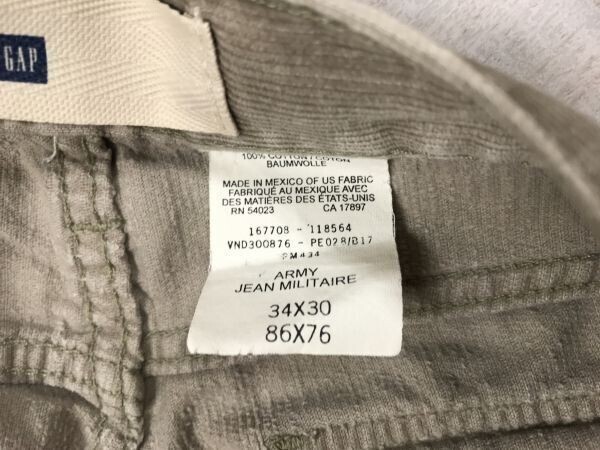 GAP
100% COTTON / COTON
BAUMWOLLE
MADE IN MEXICO OF US FABRIC
FABRIQUÉ AU MEXIQUE AVEC
DES MATIÈRES DES ÉTATS-UNIS
RN 54023 CA 17897
167708 - 118564
VND300876 - PE028/B17
PM434
ARMY
JEAN MILITAIRE
34X30
86X76